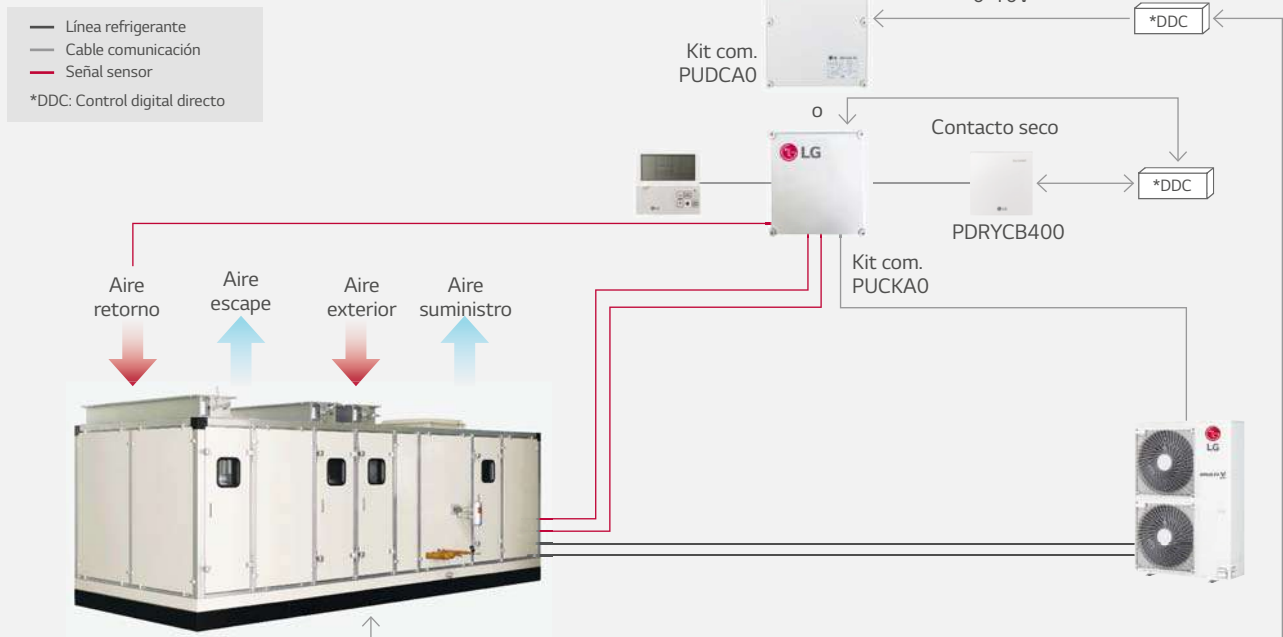 Línea refrigerante
Cable comunicación
Señal sensor
*DDC: Control digital directo
*DDC
Kit com.
PUDCA0
o
Contacto seco
LG
*DDC
PDRYCB400
Kit com.
PUCKA0
Aire
retorno
Aire
escape
Aire
exterior
Aire
suministro
LG